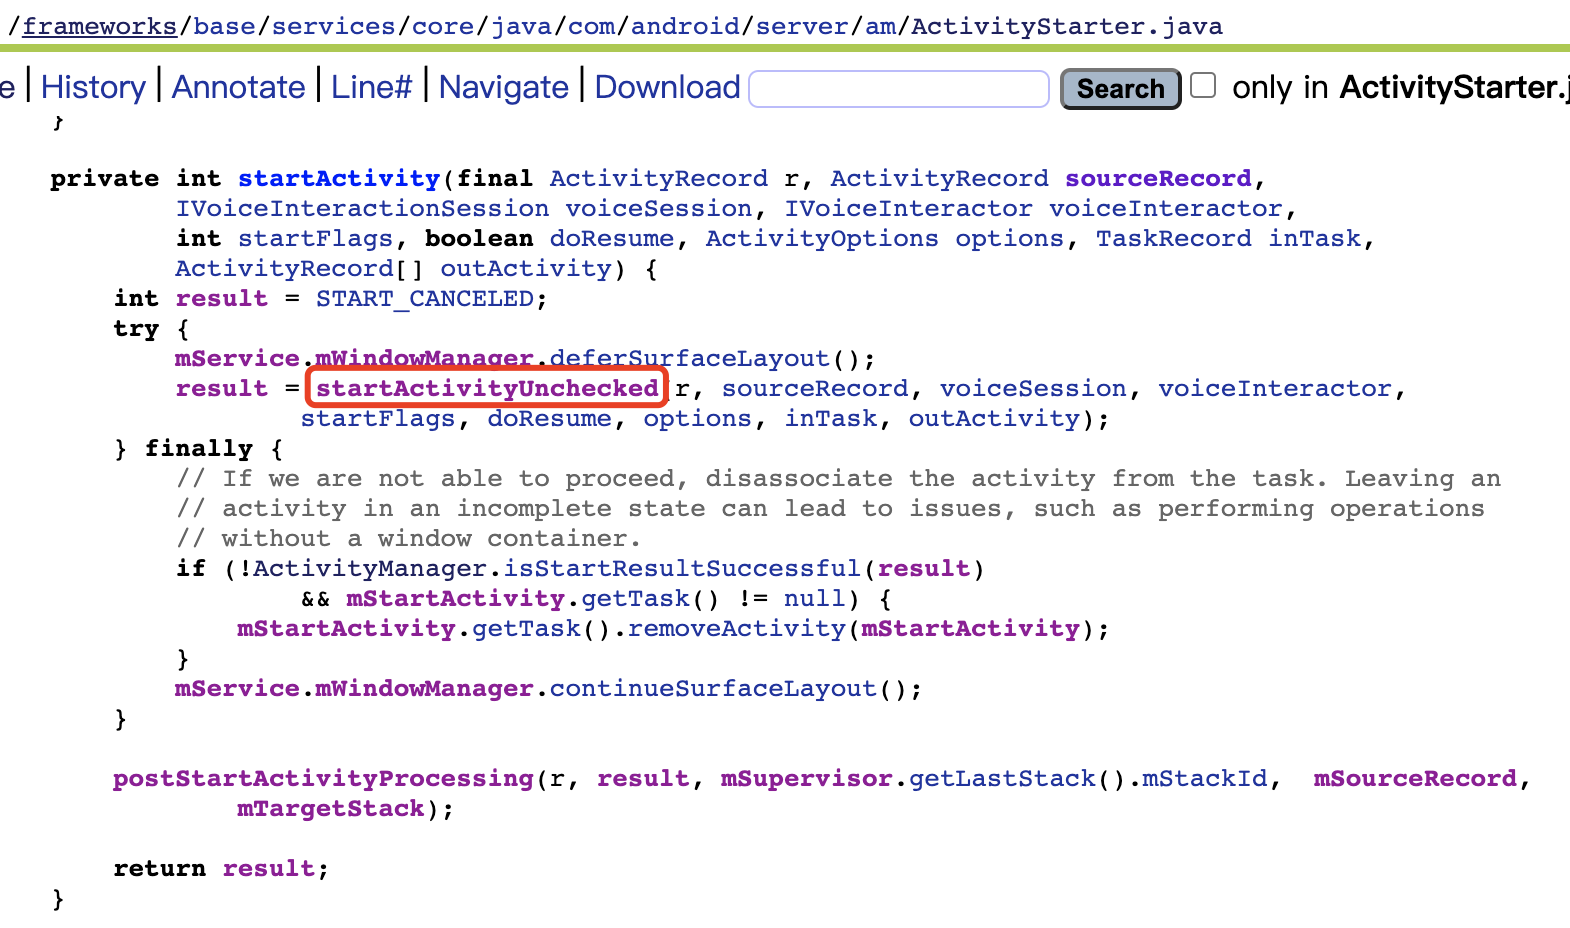 /frameworks/base/services/core/java/com/android/server/am/ActivityStarter.java
e | History | Annotate | Line# | Navigate | Download Search only in ActivityStarter.j
}
private int startActivity(final ActivityRecord r, ActivityRecord sourceRecord,
IVoiceInteractionSession voiceSession, IVoiceInteractor voiceInteractor,
int startFlags, boolean doResume, ActivityOptions options, TaskRecord inTask,
ActivityRecord[] outActivity) {
int result = START_CANCELED;
try {
mService.mWindowManager.deferSurfaceLayout();
result = startActivityUnchecked(r, sourceRecord, voiceSession, voiceInteractor,
startFlags, doResume, options, inTask, outActivity);
} finally {
// If we are not able to proceed, disassociate the activity from the task. Leaving an
// activity in an incomplete state can lead to issues, such as performing operations
// without a window container.
if (!ActivityManager.isStartResultSuccessful(result)
&& mStartActivity.getTask() != null) {
mStartActivity.getTask().removeActivity(mStartActivity);
}
mService.mWindowManager.continueSurfaceLayout();
}
postStartActivityProcessing(r, result, mSupervisor.getLastStack().mStackId,  mSourceRecord,
mTargetStack);
return result;
}